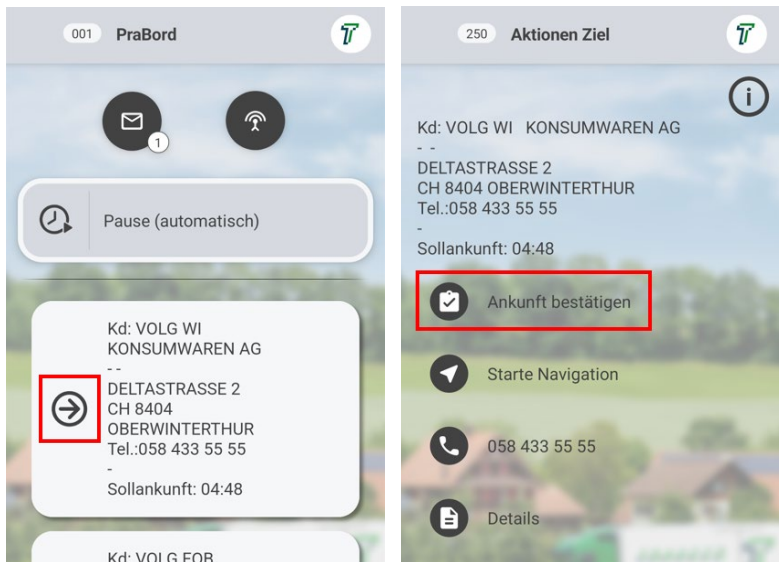 001 PraBord
1
Pause (automatisch)
Kd: VOLG WI
KONSUMWAREN AG
- -
DELTASTRASSE 2
CH 8404
OBERWINTERTHUR
Tel.:058 433 55 55
-
Sollankunft: 04:48
Kd: VOLG FOB
250 Aktionen Ziel
Kd: VOLG WI KONSUMWAREN AG
- -
DELTASTRASSE 2
CH 8404 OBERWINTERTHUR
Tel.:058 433 55 55
-
Sollankunft: 04:48
Ankunft bestätigen
Starte Navigation
058 433 55 55
Details